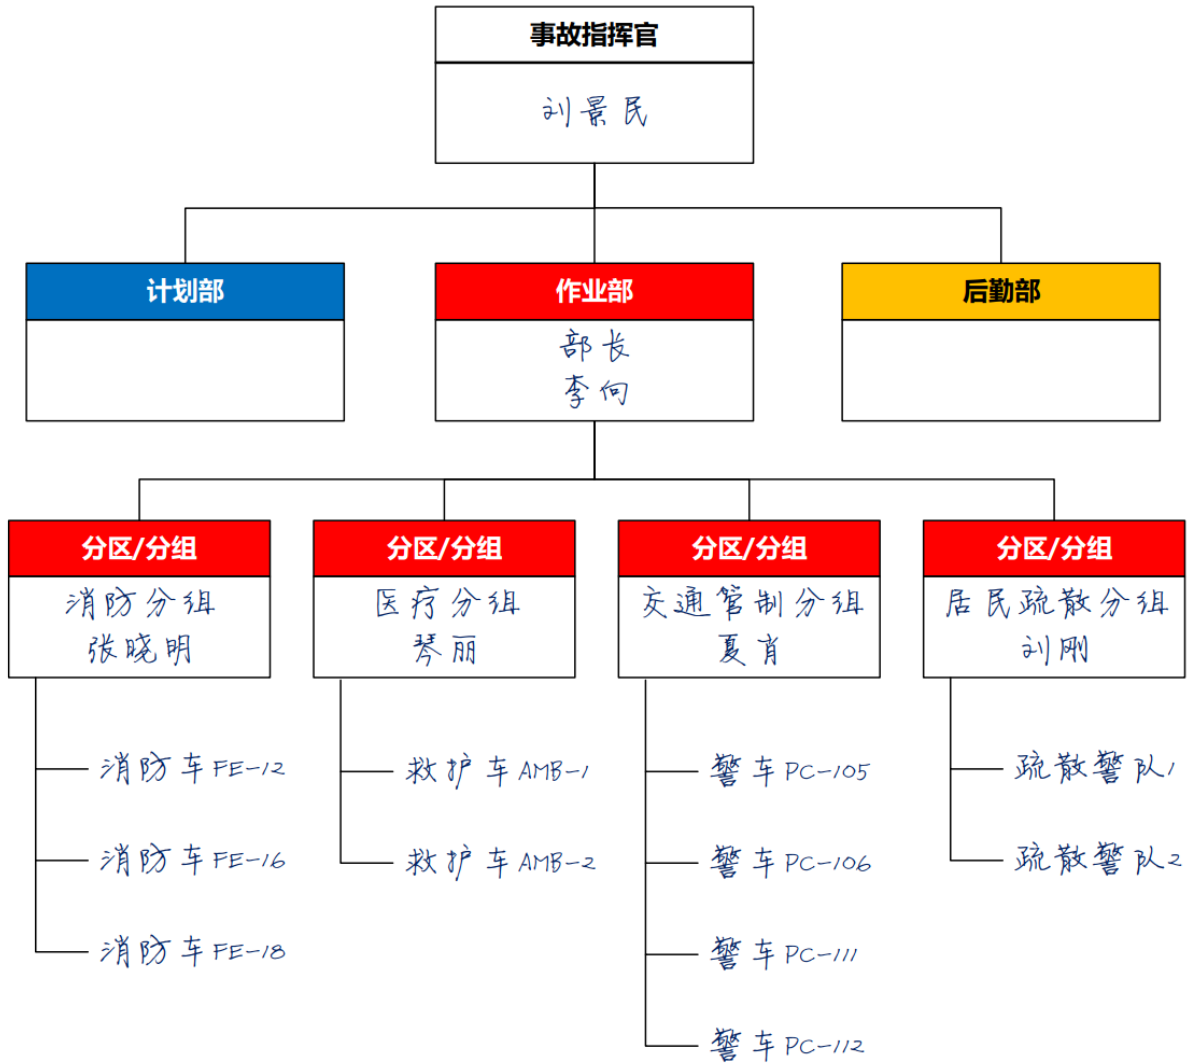 事故指挥官
刘景民
计划部
作业部
部长
李向
后勤部
分区/分组
消防分组
张晓明
消防车FE-12
消防车FE-16
消防车FE-18
分区/分组
医疗分组
琴丽
救护车AMB-1
救护车AMB-2
分区/分组
交通管制分组
夏肖
警车PC-105
警车PC-106
警车PC-111
警车PC-112
分区/分组
居民疏散分组
刘刚
疏散警队1
疏散警队2